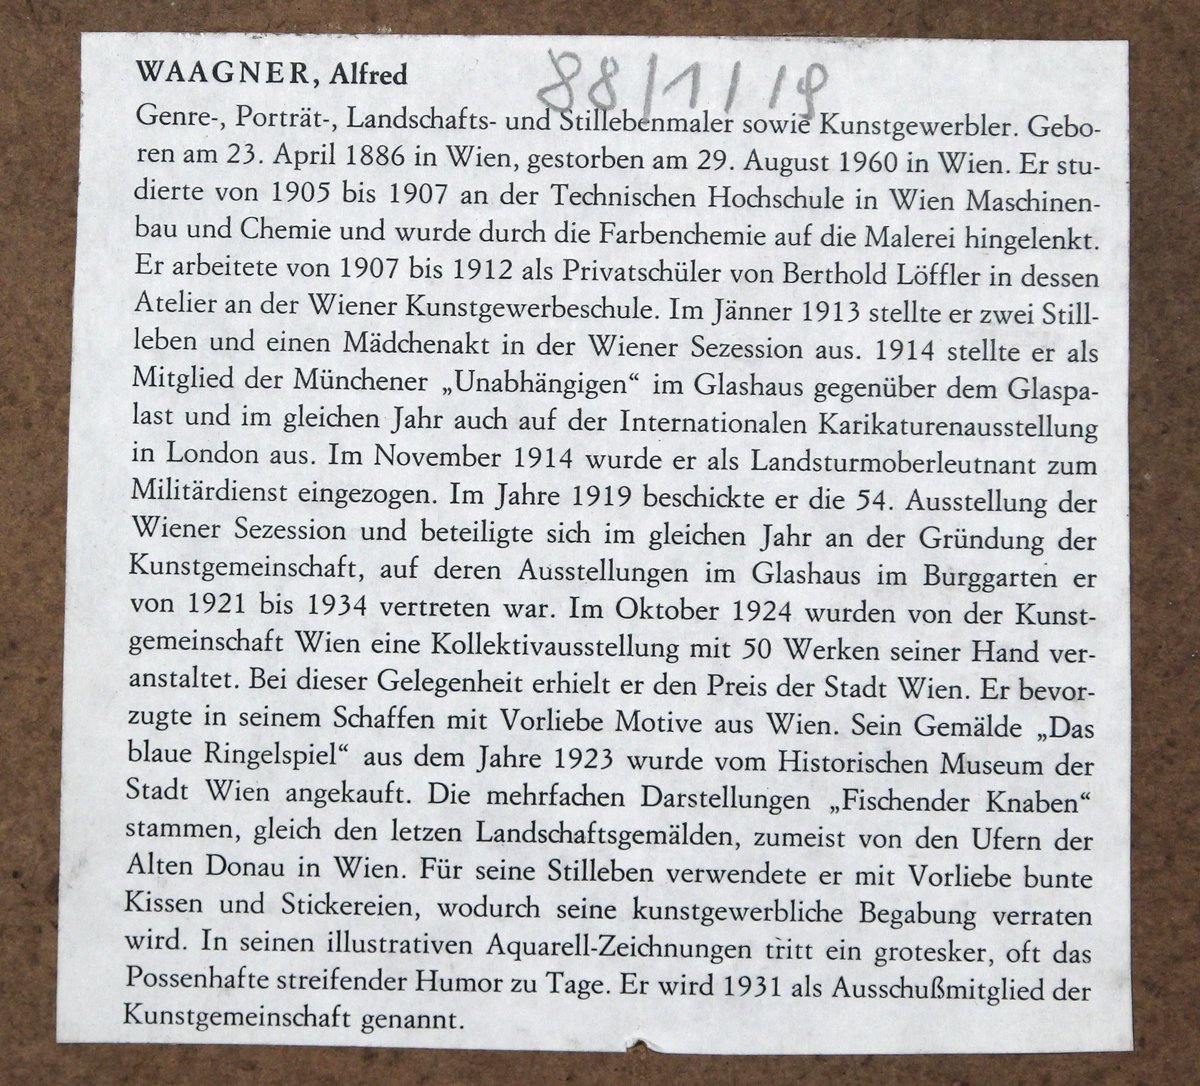 WAAGNER, Alfred
88/1/19
Genre-, Porträt-, Landschafts- und Stillebenmaler sowie Kunstgewerbler. Gebo-
ren am 23. April 1886 in Wien, gestorben am 29. August 1960 in Wien. Er stu-
dierte von 1905 bis 1907 an der Technischen Hochschule in Wien Maschinen-
bau und Chemie und wurde durch die Farbenchemie auf die Malerei hingelenkt.
Er arbeitete von 1907 bis 1912 als Privatschüler von Berthold Löffler in dessen
Atelier an der Wiener Kunstgewerbeschule. Im Jänner 1913 stellte er zwei Still-
leben und einen Mädchenakt in der Wiener Sezession aus. 1914 stellte er als
Mitglied der Münchener „Unabhängigen“ im Glashaus gegenüber dem Glaspa-
last und im gleichen Jahr auch auf der Internationalen Karikaturenausstellung
in London aus. Im November 1914 wurde er als Landsturmoberleutnant zum
Militärdienst eingezogen. Im Jahre 1919 beschickte er die 54. Ausstellung der
Wiener Sezession und beteiligte sich im gleichen Jahr an der Gründung der
Kunstgemeinschaft, auf deren Ausstellungen im Glashaus im Burggarten er
von 1921 bis 1934 vertreten war. Im Oktober 1924 wurden von der Kunst-
gemeinschaft Wien eine Kollektivausstellung mit 50 Werken seiner Hand ver-
anstaltet. Bei dieser Gelegenheit erhielt er den Preis der Stadt Wien. Er bevor-
zugte in seinem Schaffen mit Vorliebe Motive aus Wien. Sein Gemälde „Das
blaue Ringelspiel“ aus dem Jahre 1923 wurde vom Historischen Museum der
Stadt Wien angekauft. Die mehrfachen Darstellungen „Fischender Knaben“
stammen, gleich den letzen Landschaftsgemälden, zumeist von den Ufern der
Alten Donau in Wien. Für seine Stilleben verwendete er mit Vorliebe bunte
Kissen und Stickereien, wodurch seine kunstgewerbliche Begabung verraten
wird. In seinen illustrativen Aquarell-Zeichnungen tritt ein grotesker, oft das
Possenhafte streifender Humor zu Tage. Er wird 1931 als Ausschußmitglied der
Kunstgemeinschaft genannt.